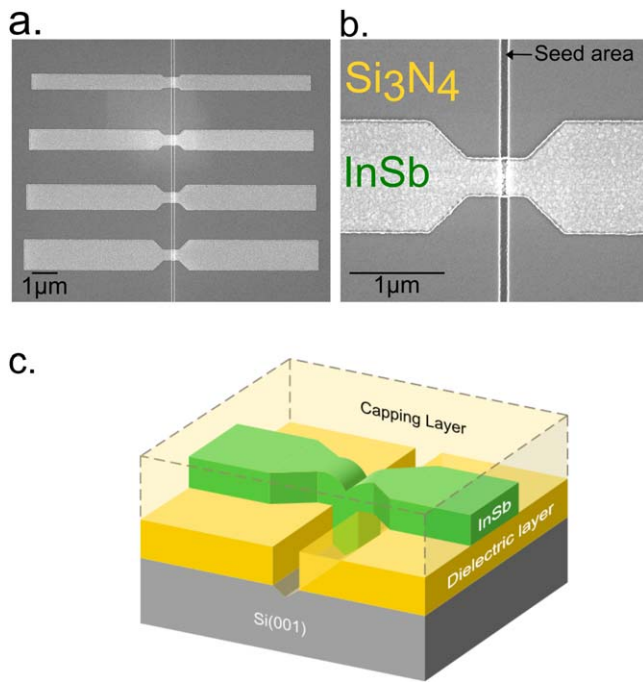 a.
1µm
b.
Seed area
Si3N4
InSb
1µm
c.
Capping Layer
InSb
Dielectric layer
Si(001)